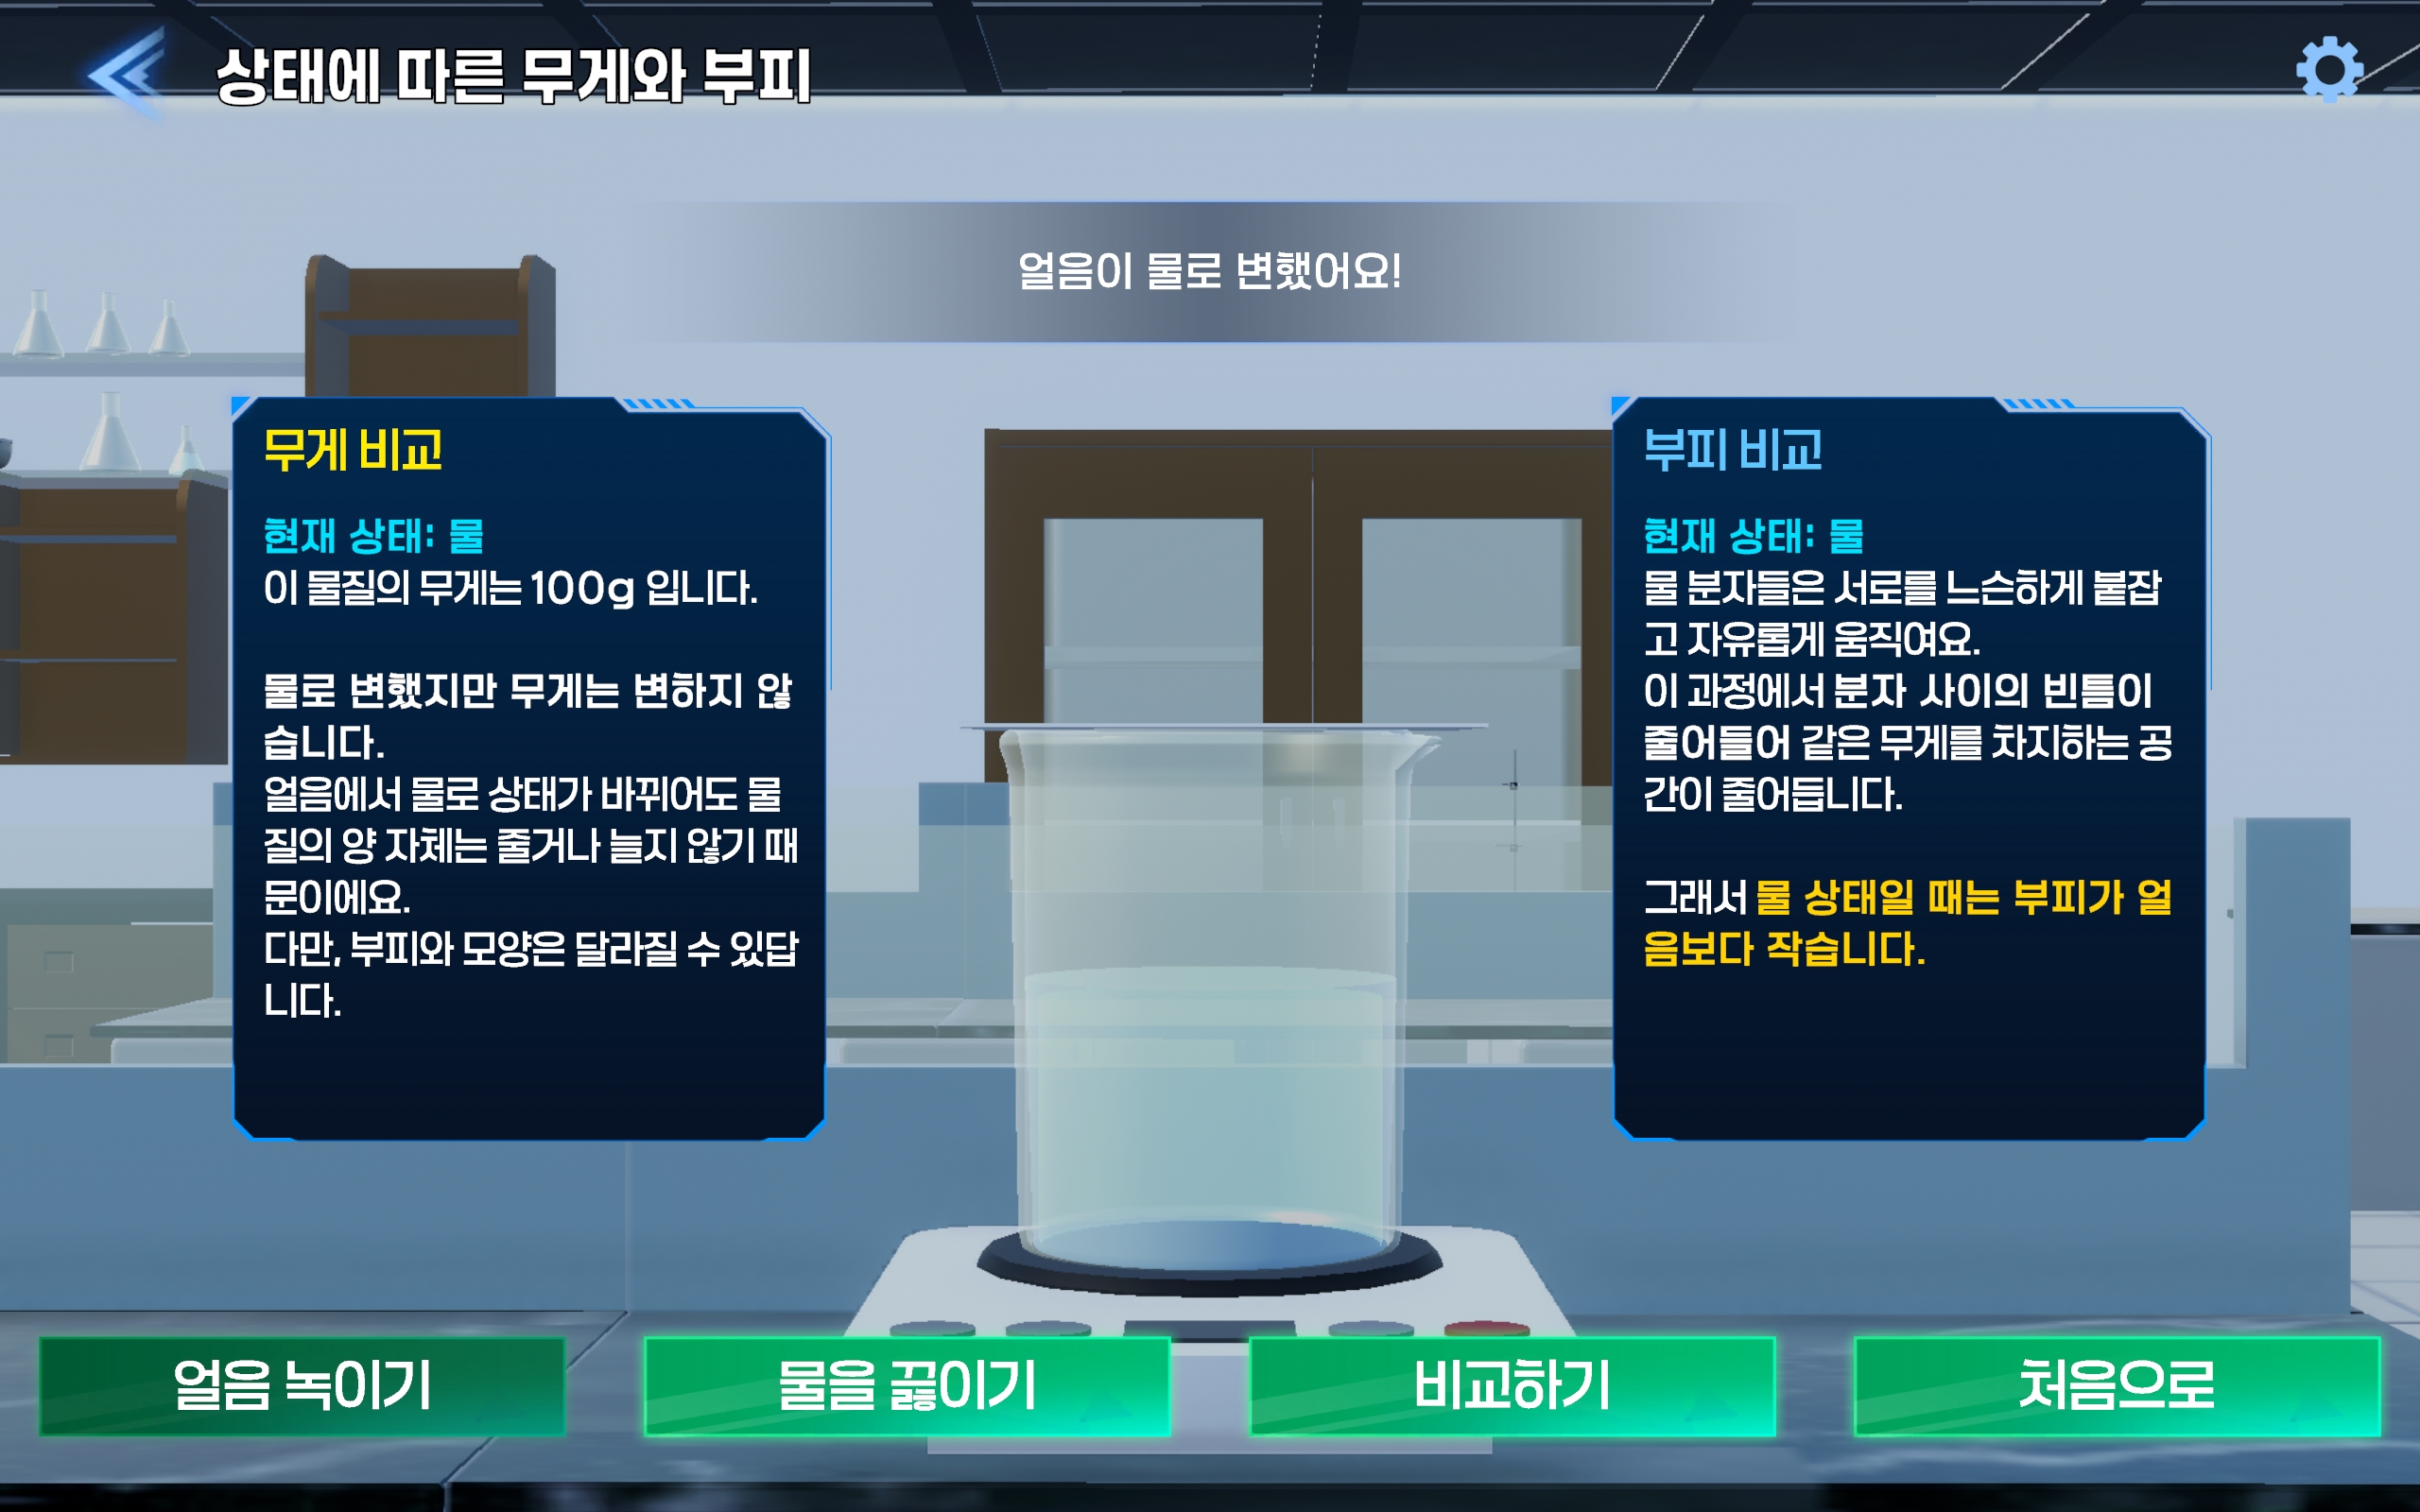 상태에 따른 무게와 부피
얼음이 물로 변했어요!
무게 비교
현재 상태: 물
이 물질의 무게는 100g 입니다.
물로 변했지만 무게는 변하지 않
습니다.
얼음에서 물로 상태가 바뀌어도 물
질의 양 자체는 줄거나 늘지 않기 때
문이에요.
다만, 부피와 모양은 달라질 수 있답
니다.
부피 비교
현재 상태: 물
물 분자들은 서로를 느슨하게 붙잡
고 자유롭게 움직여요.
이 과정에서 분자 사이의 빈틈이
줄어들어 같은 무게를 차지하는 공
간이 줄어듭니다.
그래서 물 상태일 때는 부피가 얼
음보다 작습니다.
얼음 녹이기
물을 끓이기
비교하기
처음으로